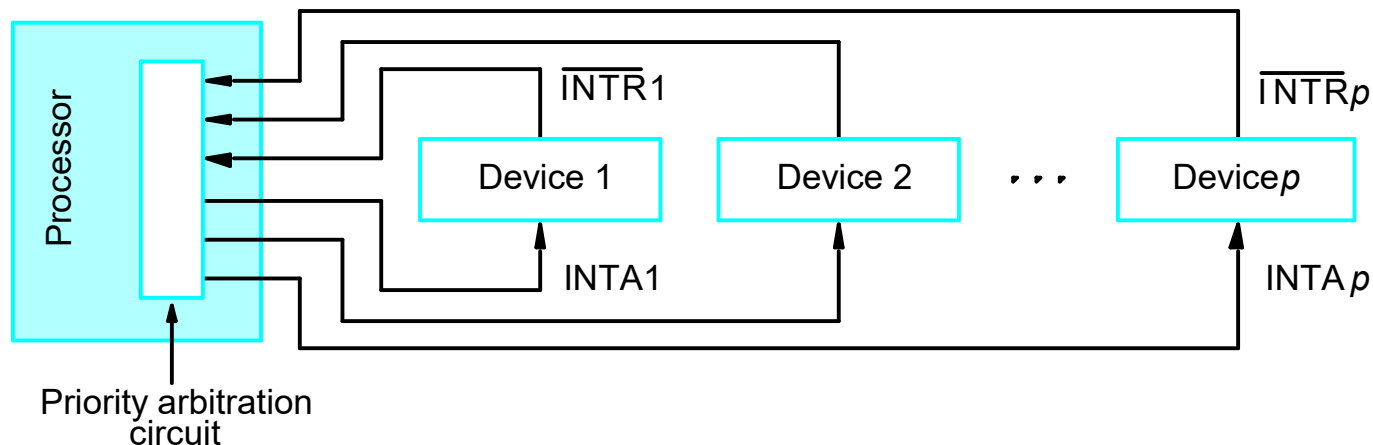 Processor
INTR1
INTRp
Device 1
Device 2
...
Devicep
INTA1
INTAp
Priority arbitration
circuit